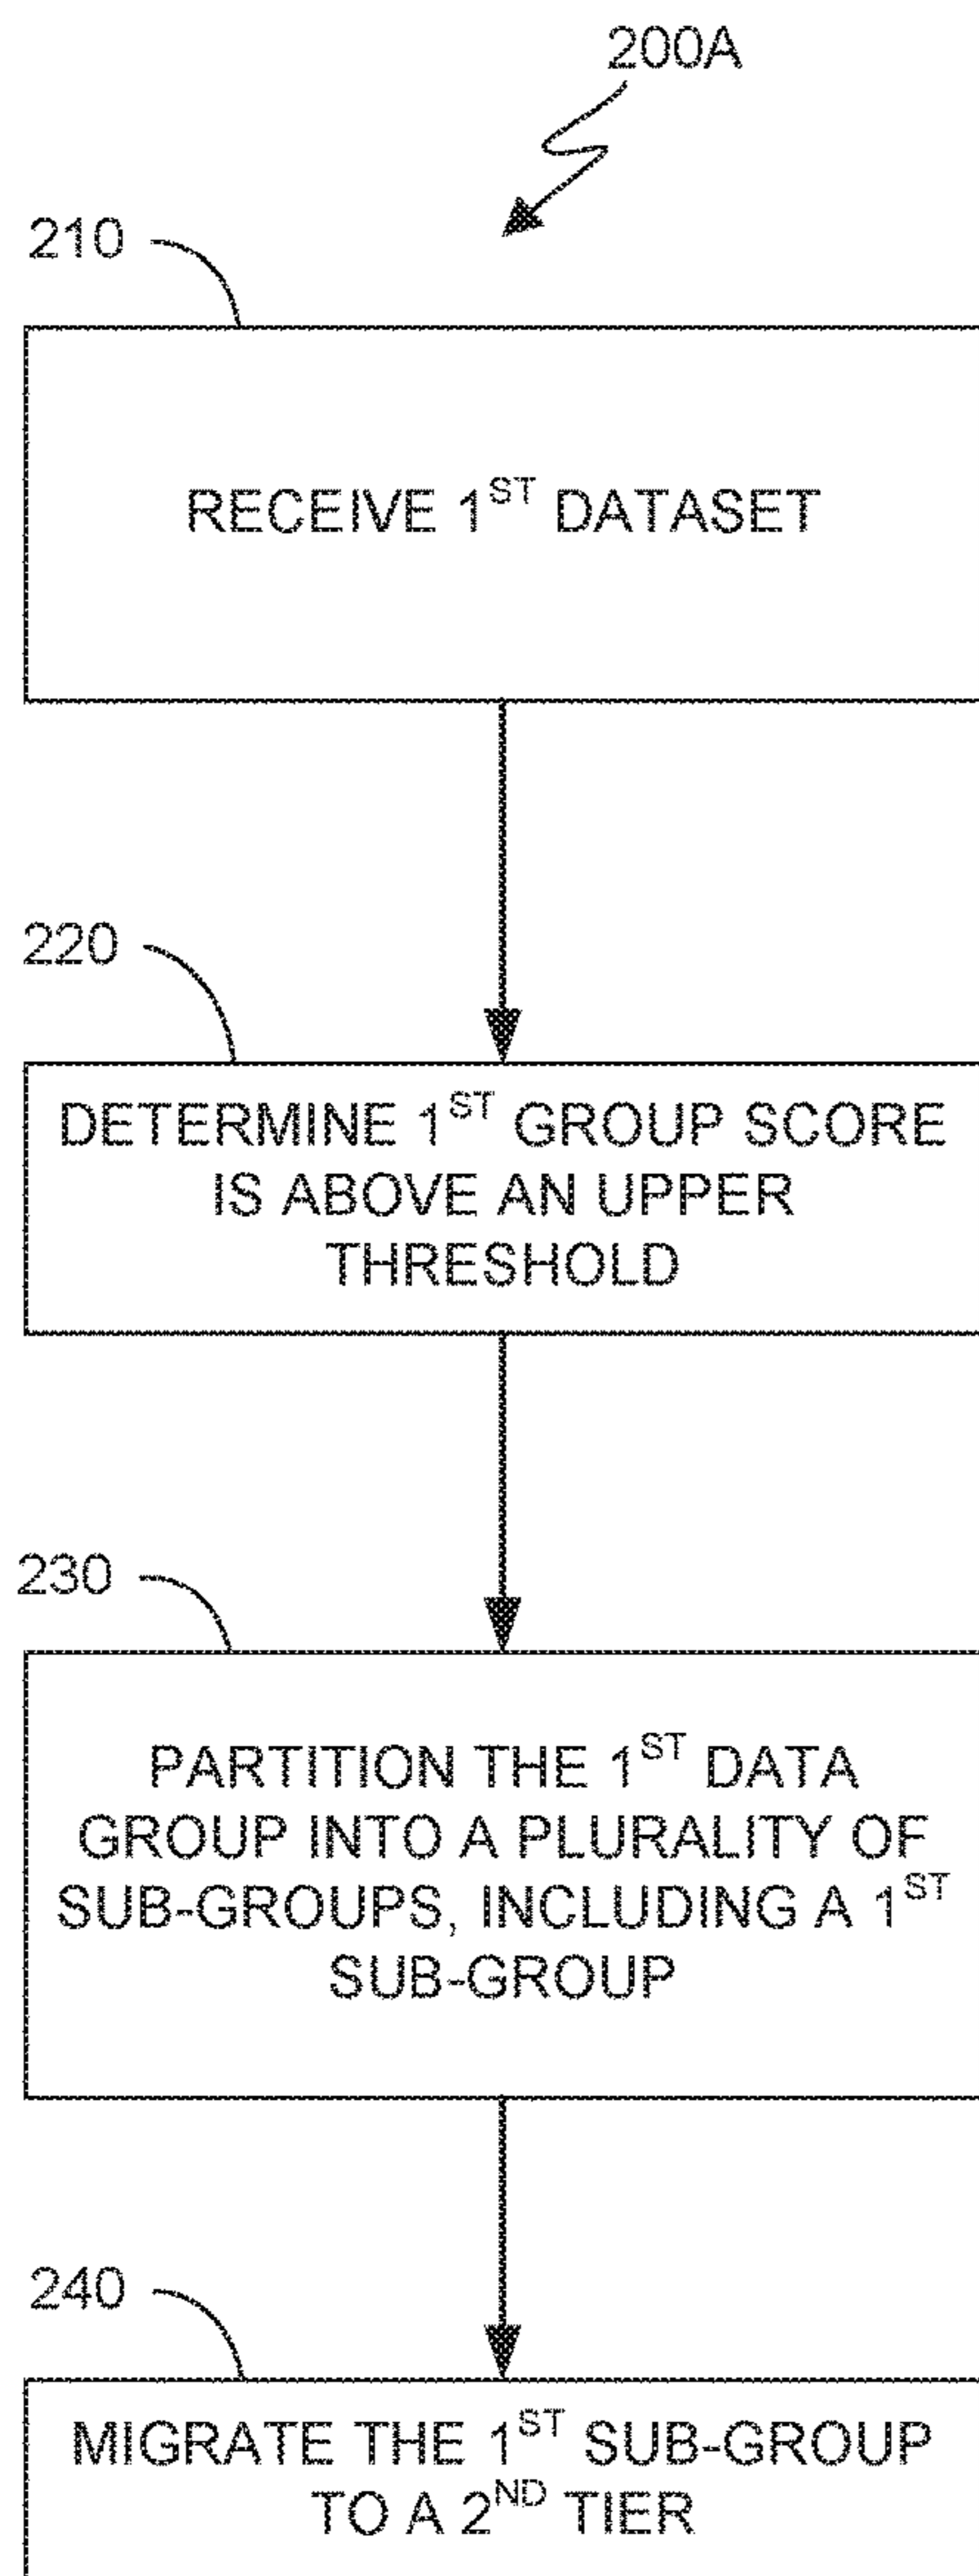 200A
210
RECEIVE 1ST DATASET
220
DETERMINE 1ST GROUP SCORE
IS ABOVE AN UPPER
THRESHOLD
230
PARTITION THE 1ST DATA
GROUP INTO A PLURALITY OF
SUB-GROUPS, INCLUDING A 1ST
SUB-GROUP
240
MIGRATE THE 1ST SUB-GROUP
TO A 2ND TIER